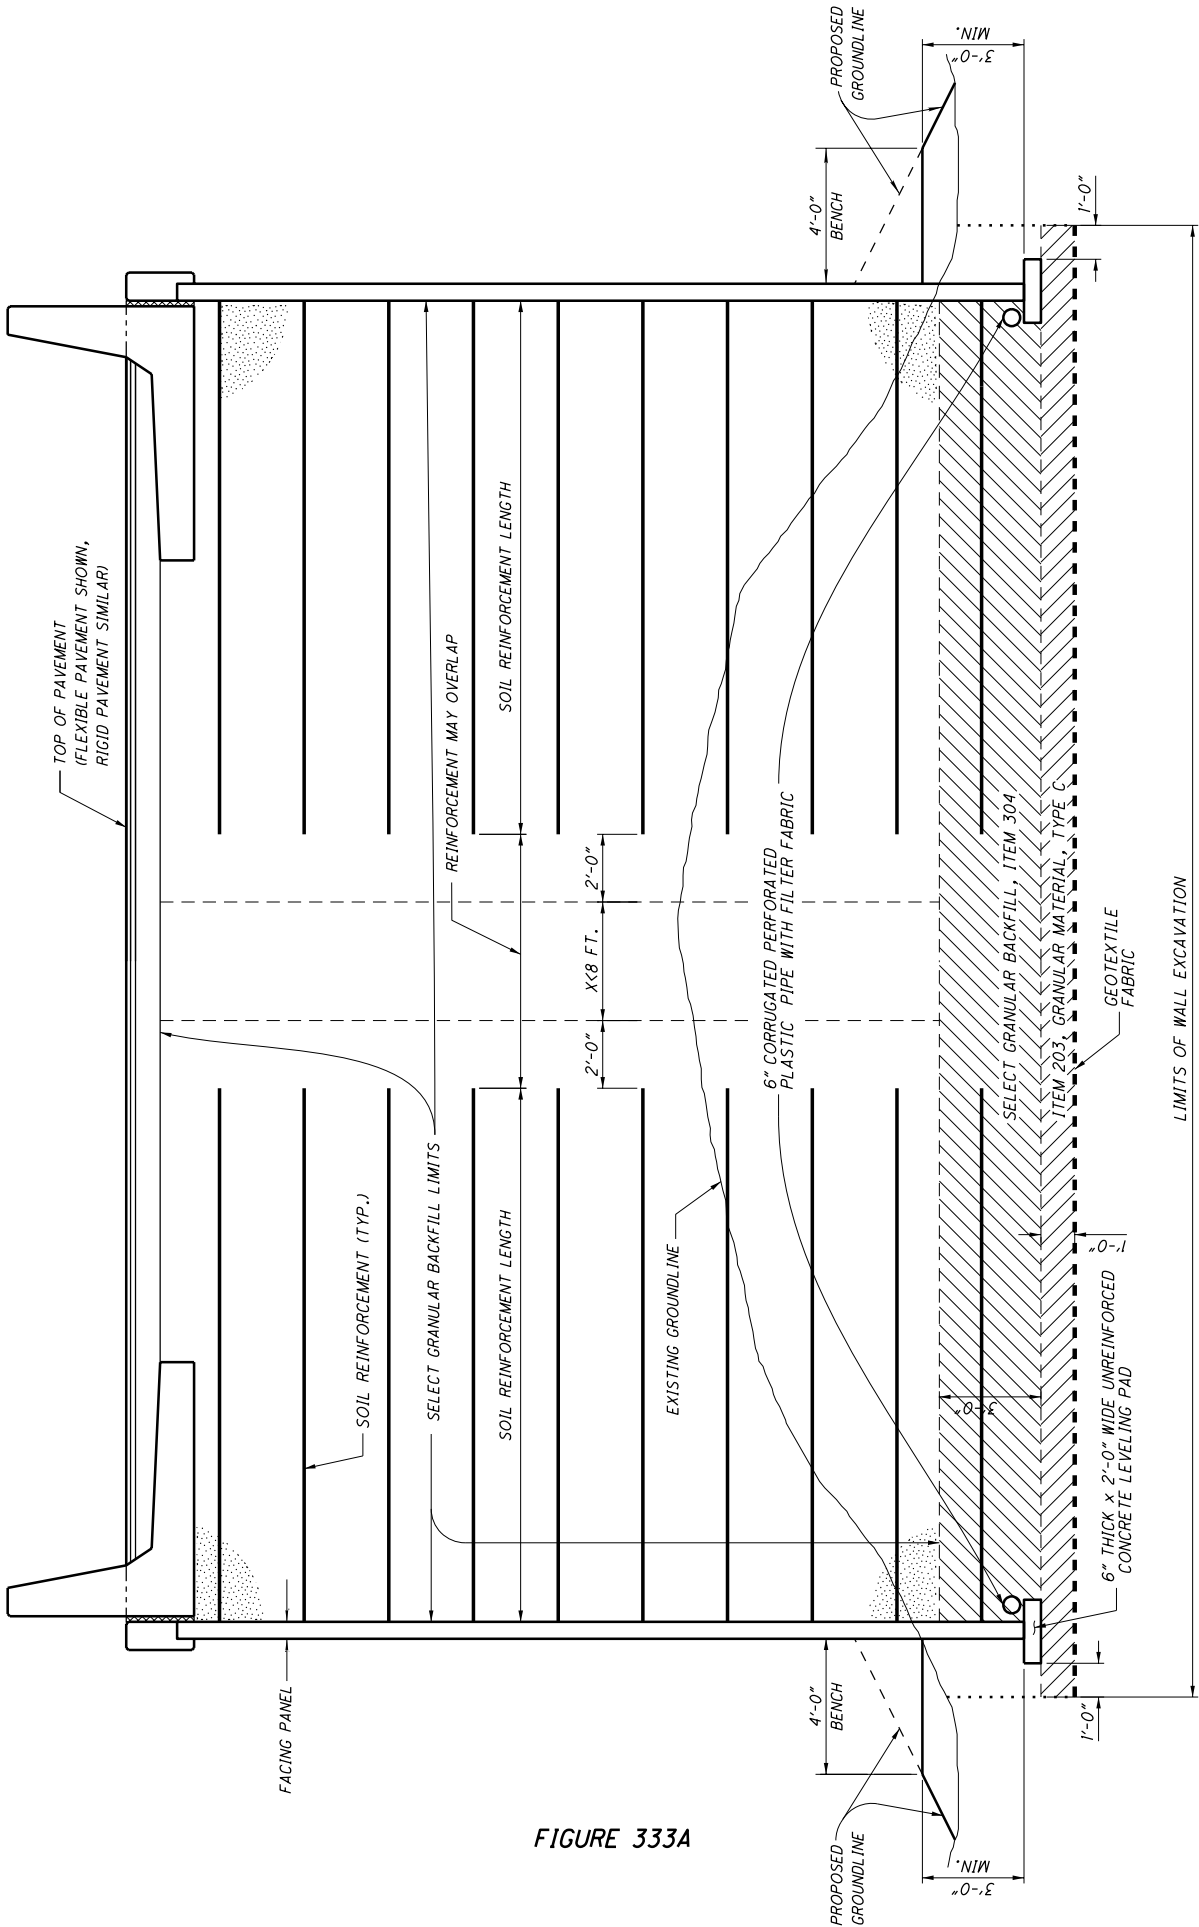 TOP OF PAVEMENT
(FLEXIBLE PAVEMENT SHOWN,
RIGID PAVEMENT SIMILAR)
FACING PANEL
SOIL REINFORCEMENT (TYP.)
SELECT GRANULAR BACKFILL LIMITS
REINFORCEMENT MAY OVERLAP
SOIL REINFORCEMENT LENGTH
SOIL REINFORCEMENT LENGTH
2'-0"
X<8 FT.
2'-0"
EXISTING GROUNDLINE
6" CORRUGATED PERFORATED
PLASTIC PIPE WITH FILTER FABRIC
4'-0"
BENCH
4'-0"
BENCH
PROPOSED
GROUNDLINE
PROPOSED
GROUNDLINE
3'-0"
MIN.
3'-0"
MIN.
3'-0"
SELECT GRANULAR BACKFILL, ITEM 304
ITEM 203, GRANULAR MATERIAL, TYPE C
1'-0"
1'-0"
1'-0"
6" THICK x 2'-0" WIDE UNREINFORCED
CONCRETE LEVELING PAD
GEOTEXTILE
FABRIC
LIMITS OF WALL EXCAVATION
FIGURE 333A